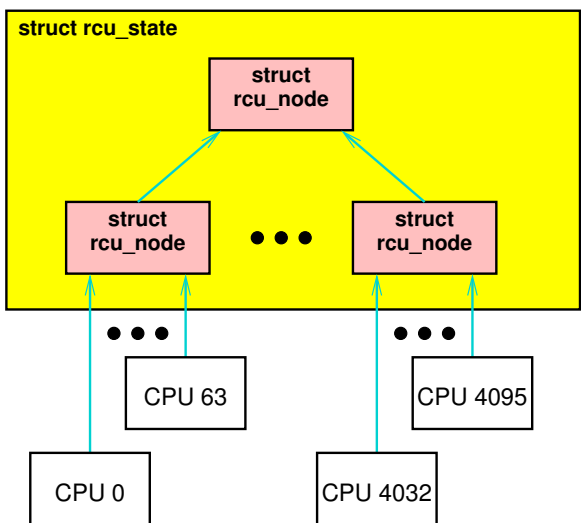 struct rcu_state
struct
rcu_node
struct
rcu_node
struct
rcu_node
CPU 63
CPU 4095
CPU 0
CPU 4032